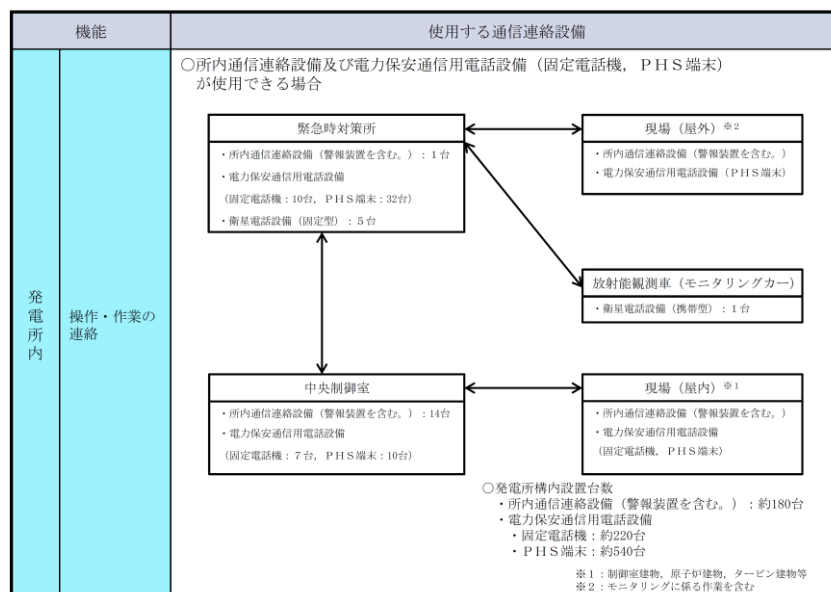 機能
使用する通信連絡設備
発電所内
操作・作業の
連絡
○所内通信連絡設備及び電力保安通信用電話設備（固定電話機，ＰＨＳ端末）
が使用できる場合
緊急時対策所
・所内通信連絡設備（警報装置を含む。）：１台
・電力保安通信用電話設備
（固定電話機：10台，ＰＨＳ端末：32台）
・衛星電話設備（固定型）：５台
現場（屋外）※２
・所内通信連絡設備（警報装置を含む。）
・電力保安通信用電話設備（ＰＨＳ端末）
放射能観測車（モニタリングカー）
・衛星電話設備（携帯型）：１台
中央制御室
・所内通信連絡設備（警報装置を含む。）：14台
・電力保安通信用電話設備
（固定電話機：７台，ＰＨＳ端末：10台）
現場（屋内）※１
・所内通信連絡設備（警報装置を含む。）
・電力保安通信用電話設備
（固定電話機，ＰＨＳ端末）
○発電所構内設置台数
・所内通信連絡設備（警報装置を含む。）：約180台
・電力保安通信用電話設備
・固定電話機：約220台
・ＰＨＳ端末：約540台
※１：制御室建物，原子炉建物，タービン建物等
※２：モニタリングに係る作業を含む